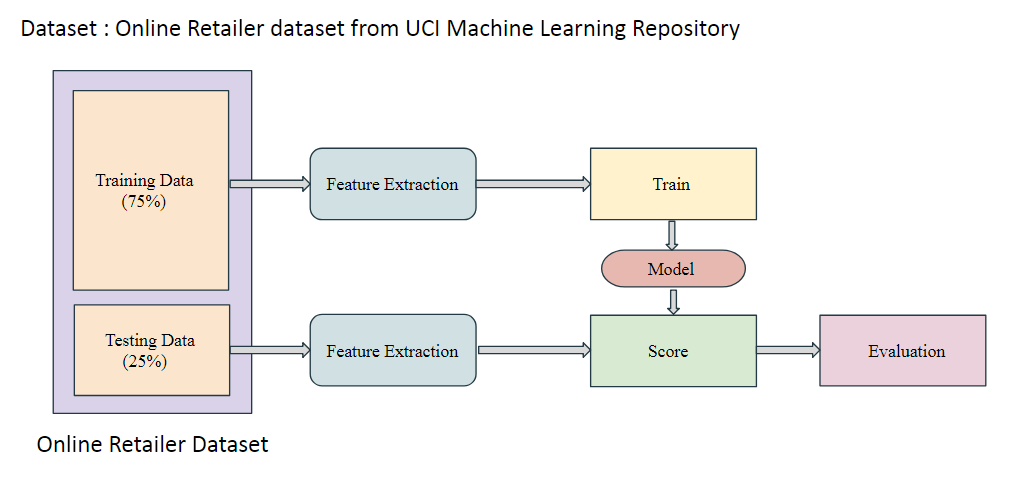 Dataset : Online Retailer dataset from UCI Machine Learning Repository
Training Data
(75%)
Feature Extraction
Train
Model
Testing Data
(25%)
Feature Extraction
Score
Evaluation
Online Retailer Dataset